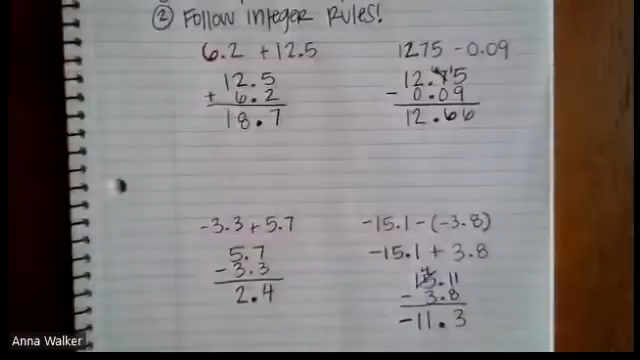 ② Follow Integer Rules!
6.2 + 12.5
12.5
+ 6.2
18.7
1275 - 0.09
12.75
- 0.09
12.66
-3.3 + 5.7
5.7
- 3.3
2.4
-15.1 - (-3.8)
-15.1 + 3.8
15.11
- 3.8
-11.3
Anna Walker